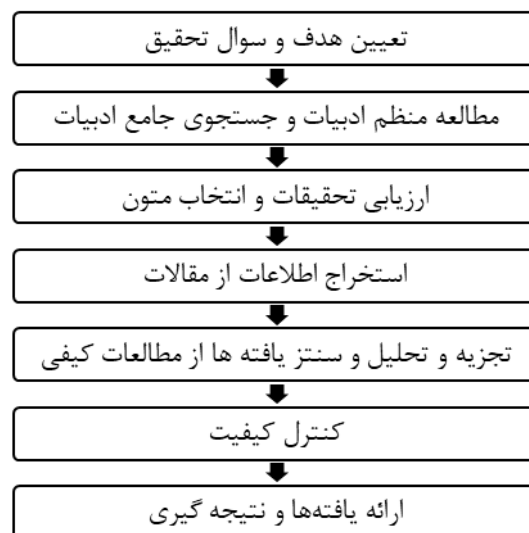 تعیین هدف و سوال تحقیق
مطالعه منظم ادبیات و جستجوی جامع ادبیات
ارزیابی تحقیقات و انتخاب متون
استخراج اطلاعات از مقالات
تجزیه و تحلیل و سنتز یافته ها از مطالعات کیفی
کنترل کیفیت
ارائه یافته‌ها و نتیجه گیری